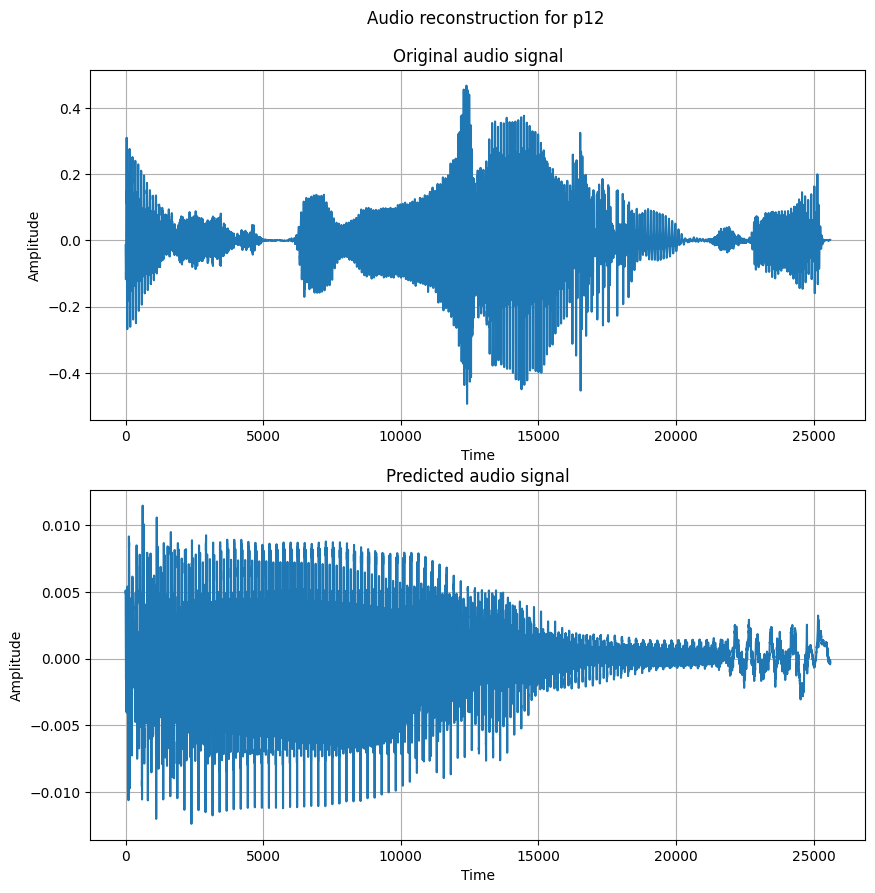 Audio reconstruction for p12
Original audio signal
Amplitude
0.4
0.2
0.0
−0.2
−0.4
0 5000 10000 15000 20000 25000
Time
Predicted audio signal
Amplitude
0.010
0.005
0.000
−0.005
−0.010
0 5000 10000 15000 20000 25000
Time